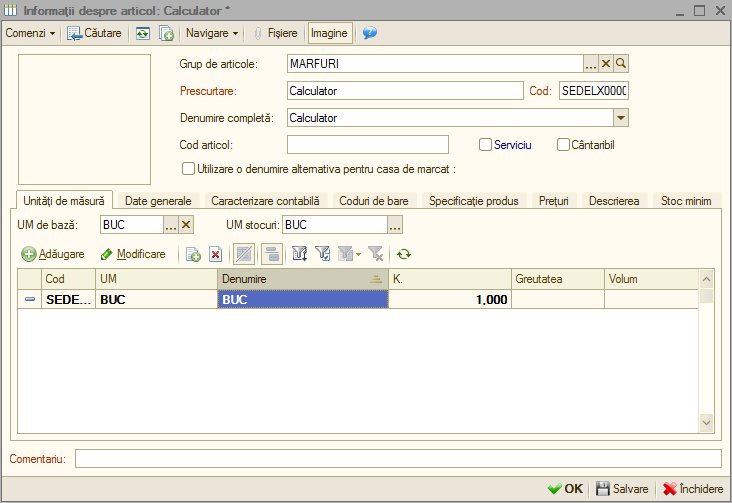 Informații despre articol: Calculator *
Comenzi Căutare Navigare Fișiere Imagine
Grup de articole: MARFURI ...
Prescurtare: Calculator Cod: SEDELX0000
Denumire completă: Calculator
Cod articol: Serviciu Cântaribil
Utilizare o denumire alternativa pentru casa de marcat :
Unități de măsură Date generale Caracterizare contabilă Coduri de bare Specificație produs Prețuri Descrierea Stoc minim
UM de bază: BUC ... UM stocuri: BUC ...
Adăugare Modificare
Cod UM Denumire K. Greutatea Volum
SEDE... BUC BUC 1,000
Comentariu:
OK Salvare Închidere